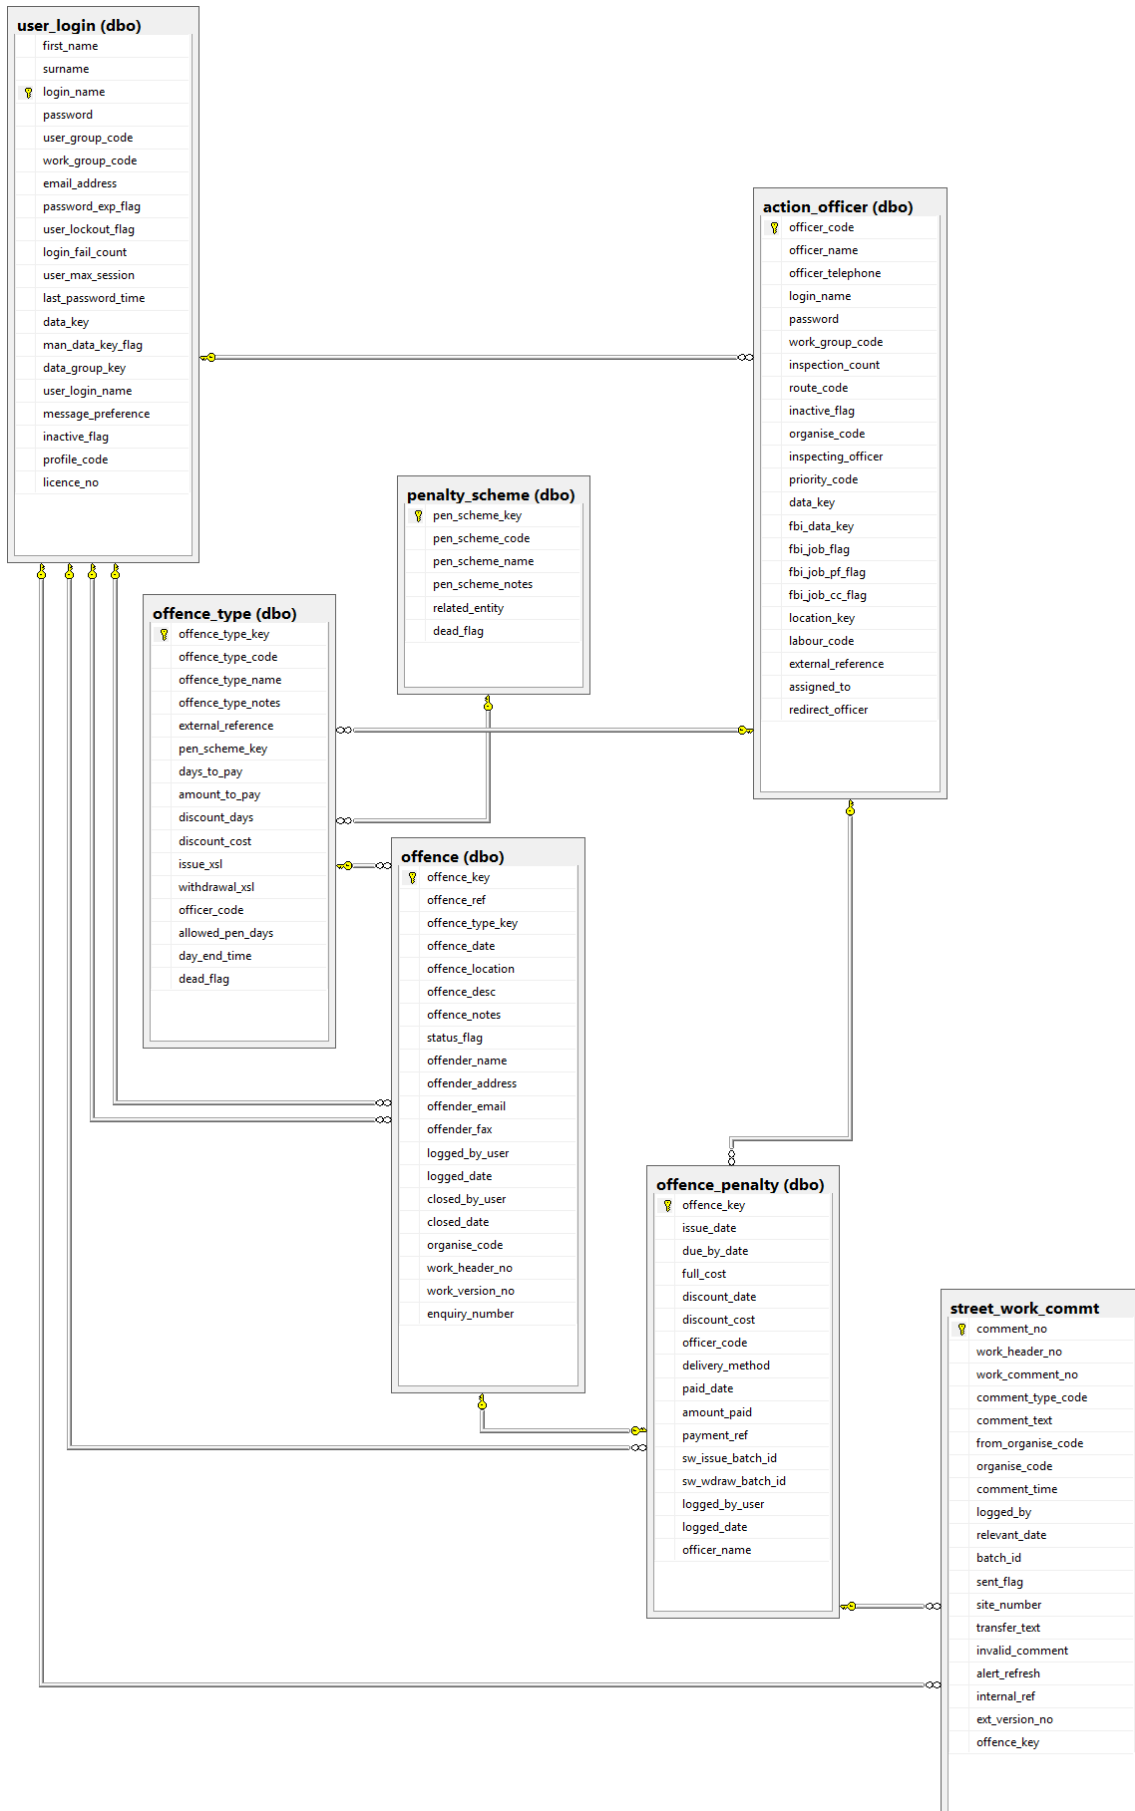 user_login (dbo)
first_name
surname
login_name
password
user_group_code
work_group_code
email_address
password_exp_flag
user_lockout_flag
login_fail_count
user_max_session
last_password_time
data_key
man_data_key_flag
data_group_key
user_login_name
message_preference
inactive_flag
profile_code
licence_no
action_officer (dbo)
officer_code
officer_name
officer_telephone
login_name
password
work_group_code
inspection_count
route_code
inactive_flag
organise_code
inspecting_officer
priority_code
data_key
fbi_data_key
fbi_job_flag
fbi_job_pf_flag
fbi_job_cc_flag
location_key
labour_code
external_reference
assigned_to
redirect_officer
penalty_scheme (dbo)
pen_scheme_key
pen_scheme_code
pen_scheme_name
pen_scheme_notes
related_entity
dead_flag
offence_type (dbo)
offence_type_key
offence_type_code
offence_type_name
offence_type_notes
external_reference
pen_scheme_key
days_to_pay
amount_to_pay
discount_days
discount_cost
issue_xsl
withdrawal_xsl
officer_code
allowed_pen_days
day_end_time
dead_flag
offence (dbo)
offence_key
offence_ref
offence_type_key
offence_date
offence_location
offence_desc
offence_notes
status_flag
offender_name
offender_address
offender_email
offender_fax
logged_by_user
logged_date
closed_by_user
closed_date
organise_code
work_header_no
work_version_no
enquiry_number
offence_penalty (dbo)
offence_key
issue_date
due_by_date
full_cost
discount_date
discount_cost
officer_code
delivery_method
paid_date
amount_paid
payment_ref
sw_issue_batch_id
sw_wdraw_batch_id
logged_by_user
logged_date
officer_name
street_work_commt
comment_no
work_header_no
work_comment_no
comment_type_code
comment_text
from_organise_code
organise_code
comment_time
logged_by
relevant_date
batch_id
sent_flag
site_number
transfer_text
invalid_comment
alert_refresh
internal_ref
ext_version_no
offence_key